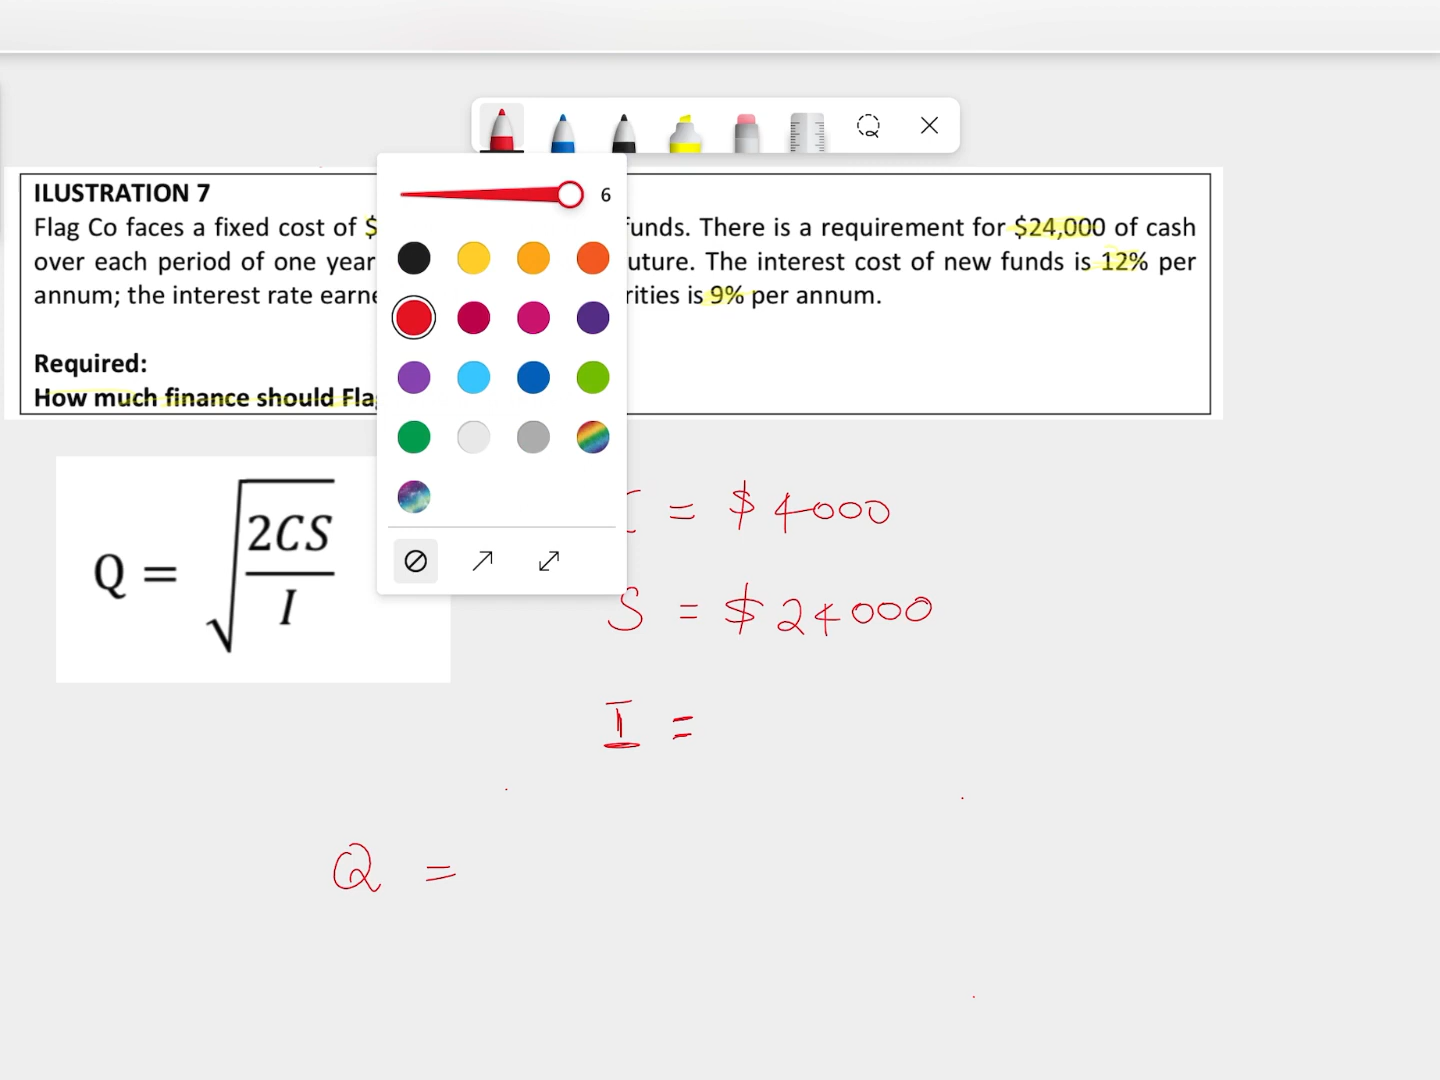 6
ILUSTRATION 7
Flag Co faces a fixed cost of $ unds. There is a requirement for $24,000 of cash
over each period of one year uture. The interest cost of new funds is 12% per
annum; the interest rate earne rities is 9% per annum.
Required:
How much finance should Flag
Q = √ 2CS / I
= $ 4000
S = $ 24000
I =
Q =